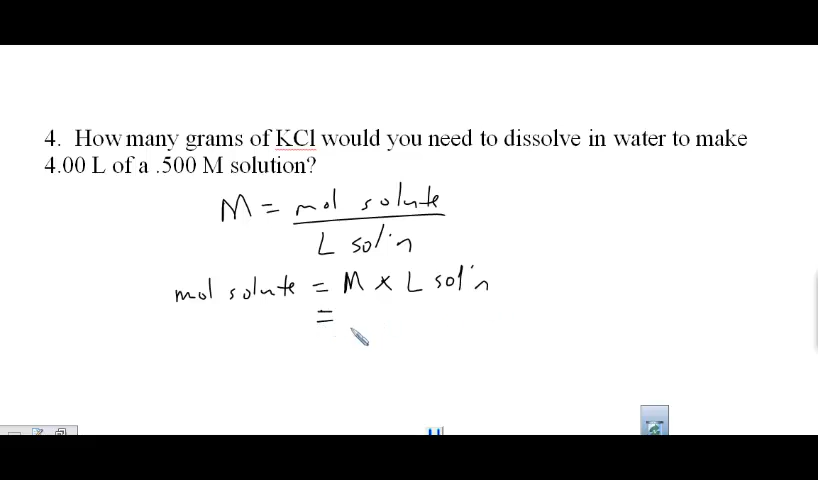 4. How many grams of KCl would you need to dissolve in water to make
4.00 L of a .500 M solution?
M = mol solute
L sol'n
mol solute = M × L sol'n
=